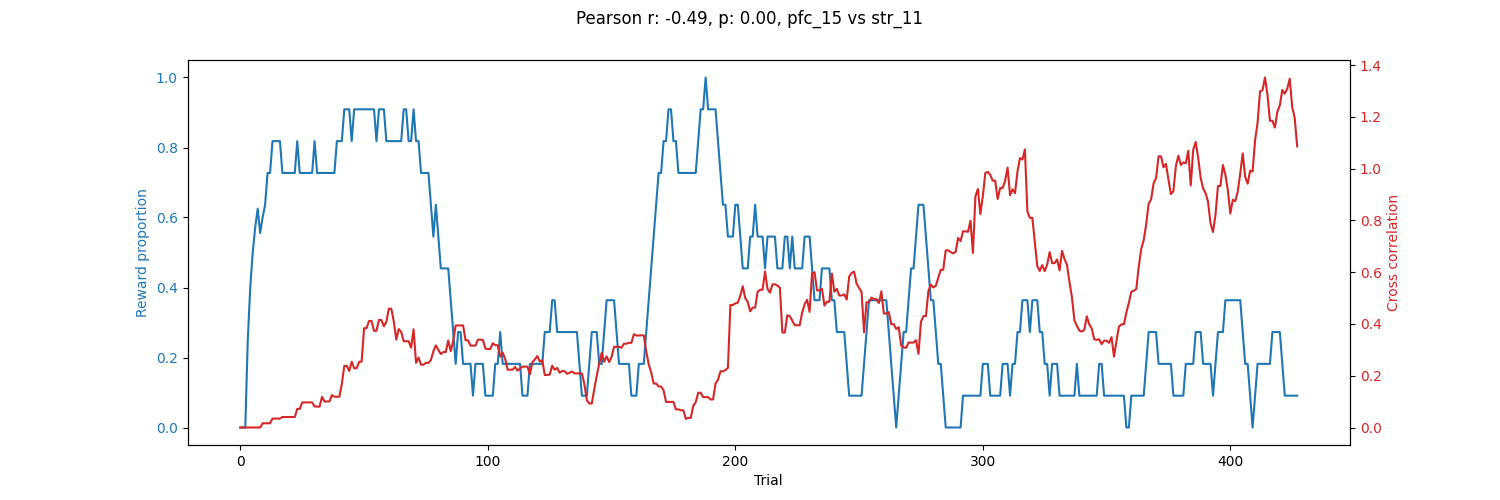 Pearson r: -0.49, p: 0.00, pfc_15 vs str_11
1.0
0.8
0.6
0.4
0.2
0.0
Reward proportion
1.4
1.2
1.0
0.8
0.6
0.4
0.2
0.0
Cross correlation
0 100 200 300 400
Trial